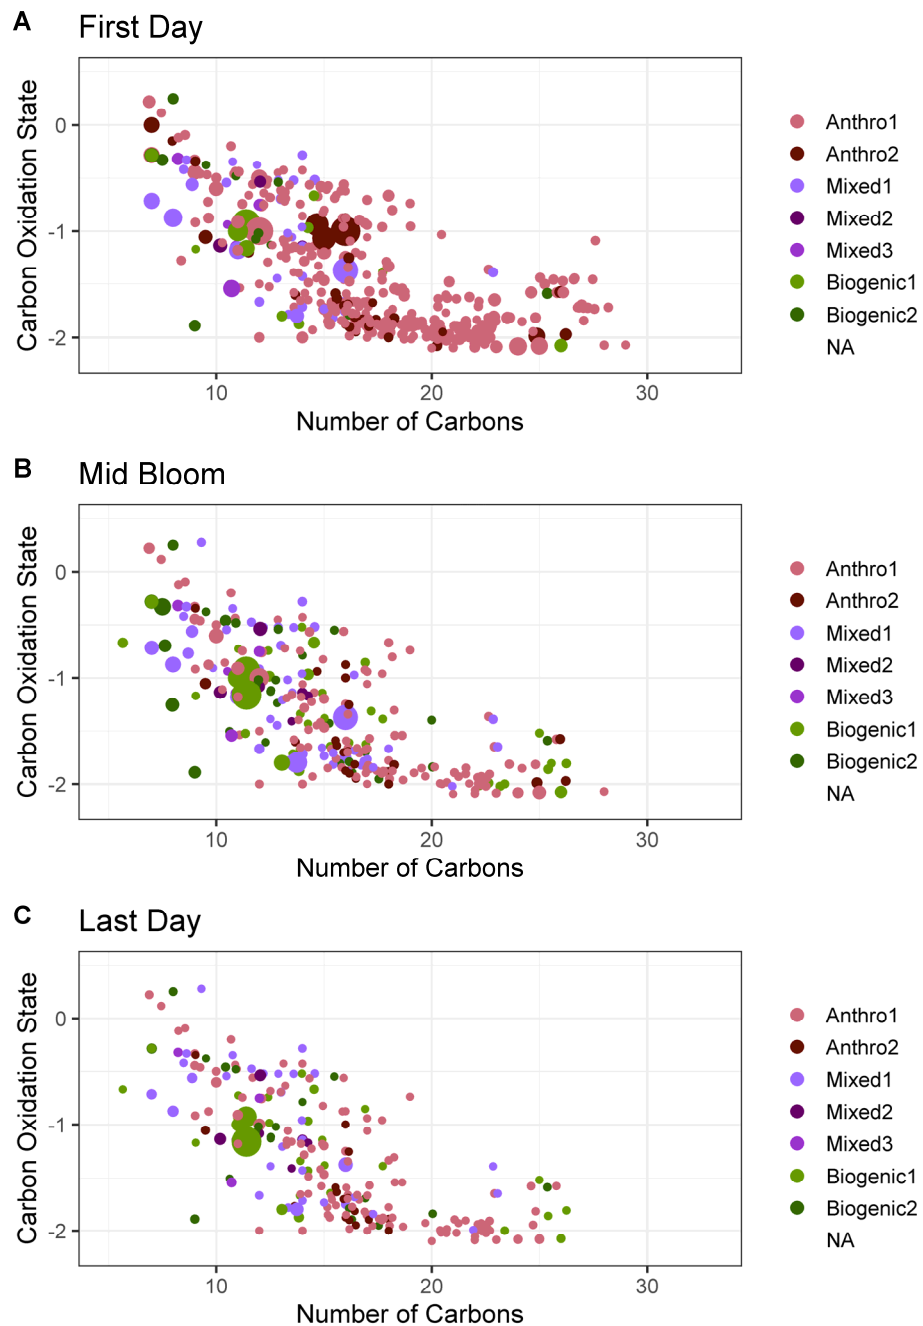 A
First Day
Carbon Oxidation State
0
-1
-2
10
20
30
Number of Carbons
Anthro1
Anthro2
Mixed1
Mixed2
Mixed3
Biogenic1
Biogenic2
NA
B
Mid Bloom
Carbon Oxidation State
0
-1
-2
10
20
30
Number of Carbons
Anthro1
Anthro2
Mixed1
Mixed2
Mixed3
Biogenic1
Biogenic2
NA
C
Last Day
Carbon Oxidation State
0
-1
-2
10
20
30
Number of Carbons
Anthro1
Anthro2
Mixed1
Mixed2
Mixed3
Biogenic1
Biogenic2
NA